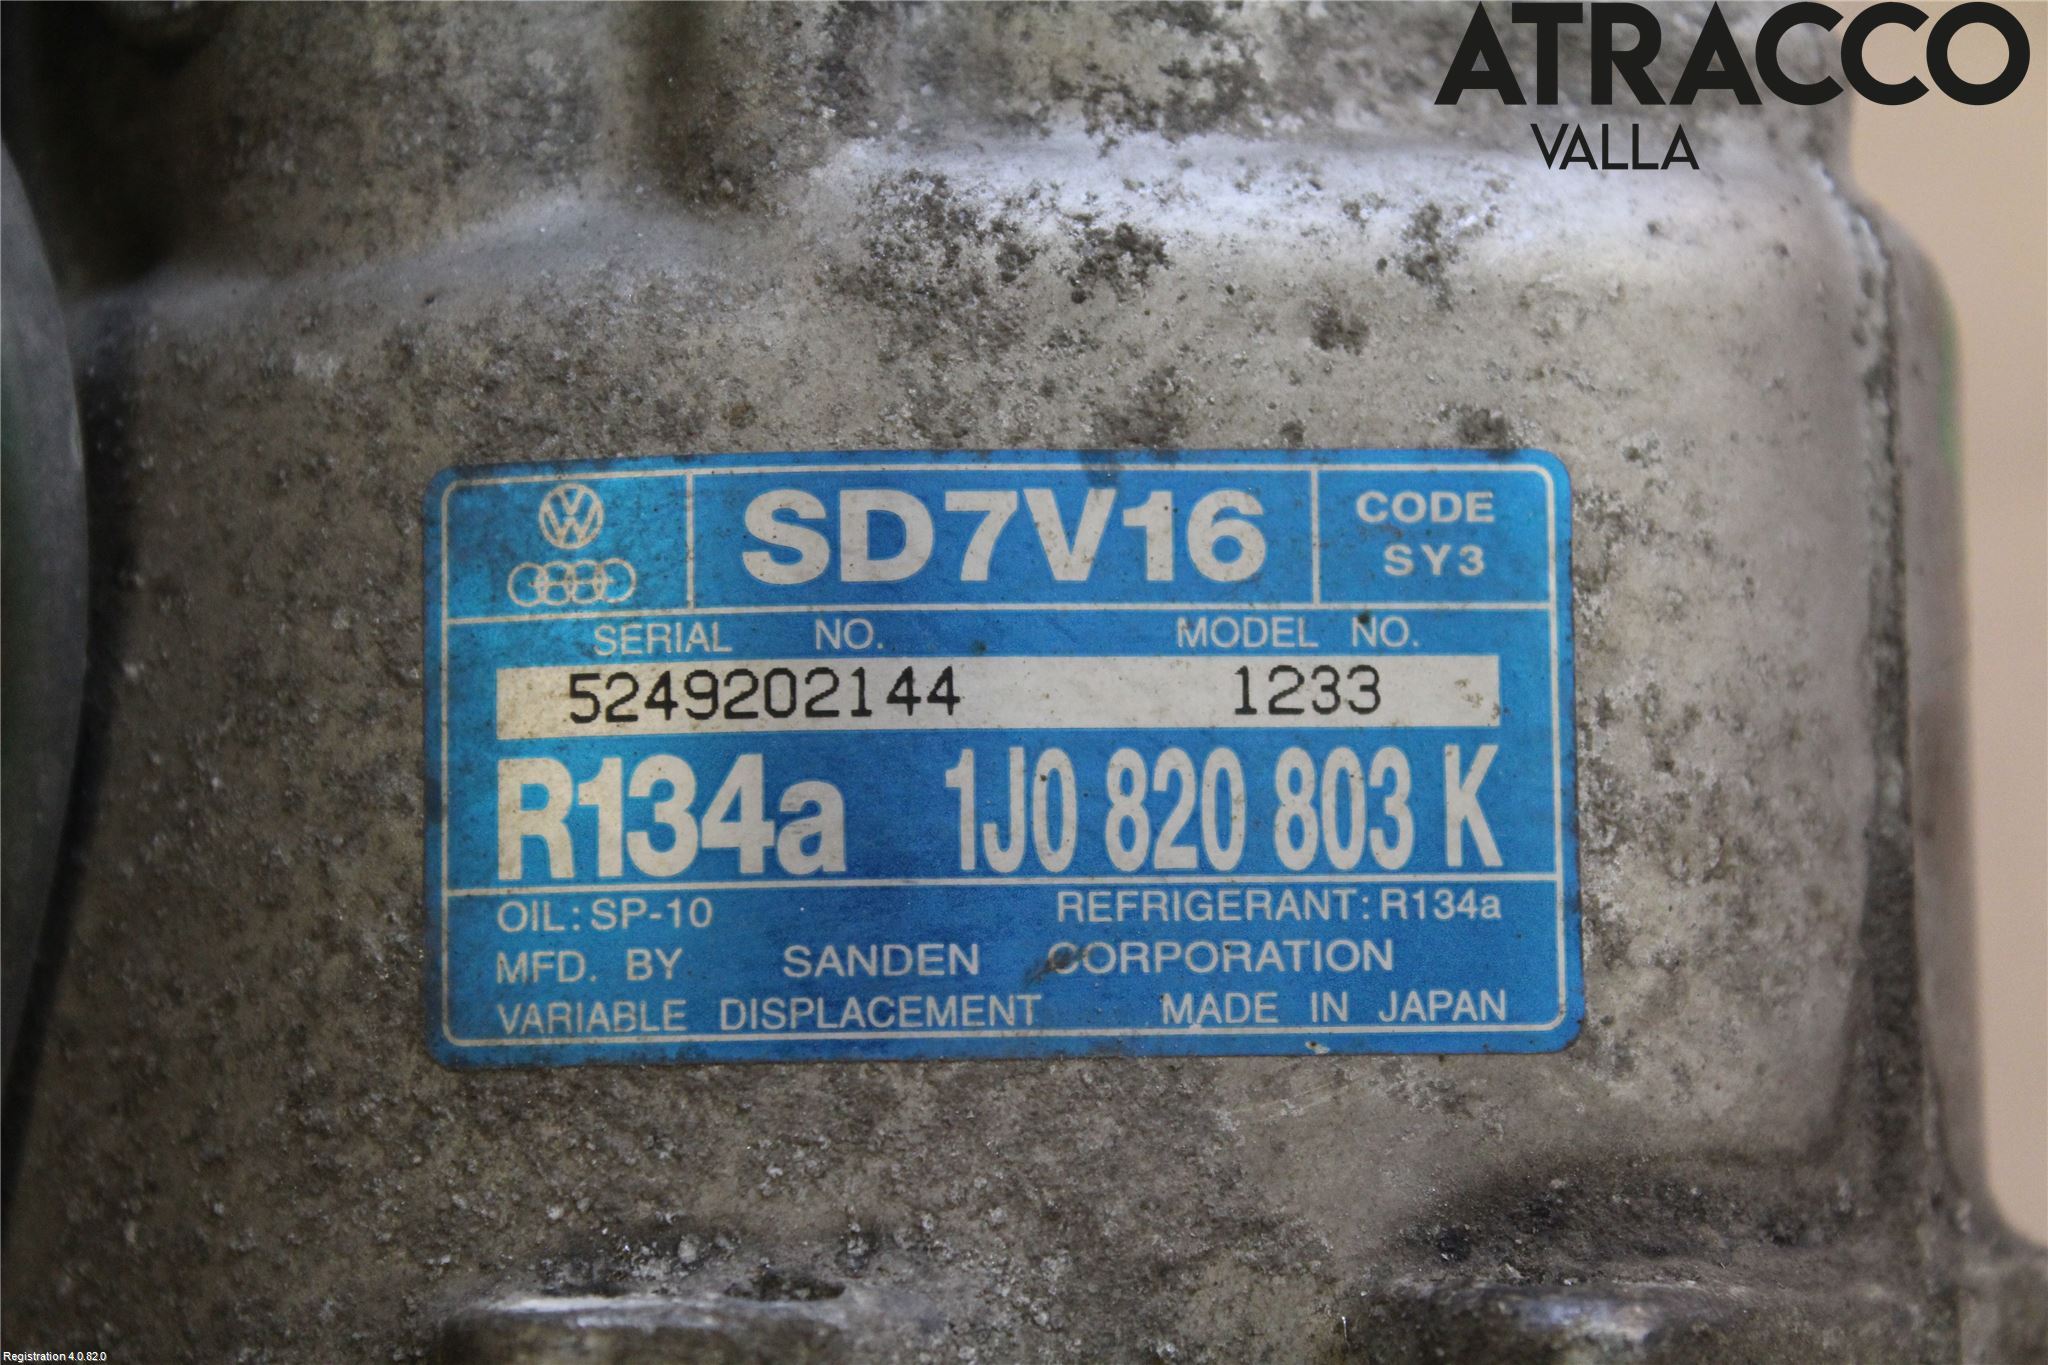 ATRACCO
VALLA
SD7V16
CODE
SY3
SERIAL NO. MODEL NO.
5249202144 1233
R134a 1J0 820 803 K
OIL: SP-10 REFRIGERANT: R134a
MFD. BY SANDEN CORPORATION
VARIABLE DISPLACEMENT MADE IN JAPAN
Registration 4.0.82.0